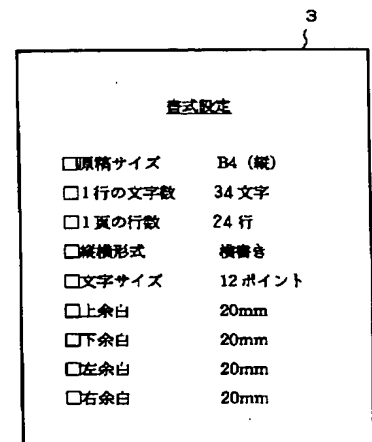 3
書式設定
□原稿サイズ B4（縦）
□1行の文字数 34文字
□1頁の行数 24行
□縦横形式 横書き
□文字サイズ 12ポイント
□上余白 20mm
□下余白 20mm
□左余白 20mm
□右余白 20mm